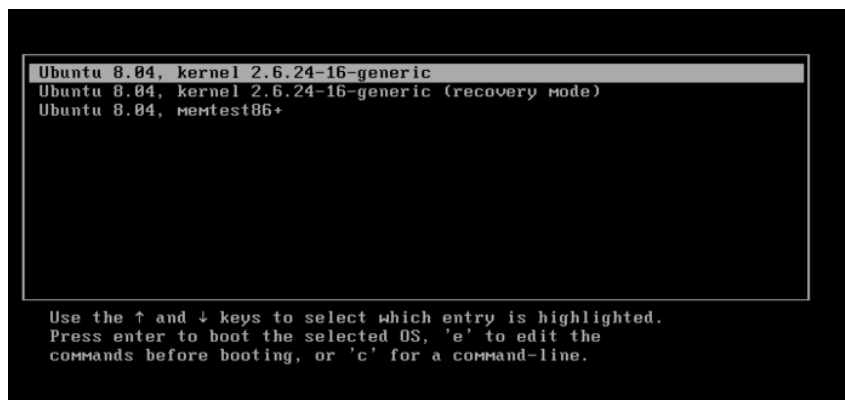 Ubuntu 8.04, kernel 2.6.24-16-generic
Ubuntu 8.04, kernel 2.6.24-16-generic (recovery mode)
Ubuntu 8.04, memtest86+
Use the ↑ and ↓ keys to select which entry is highlighted.
Press enter to boot the selected OS, 'e' to edit the
commands before booting, or 'c' for a command-line.